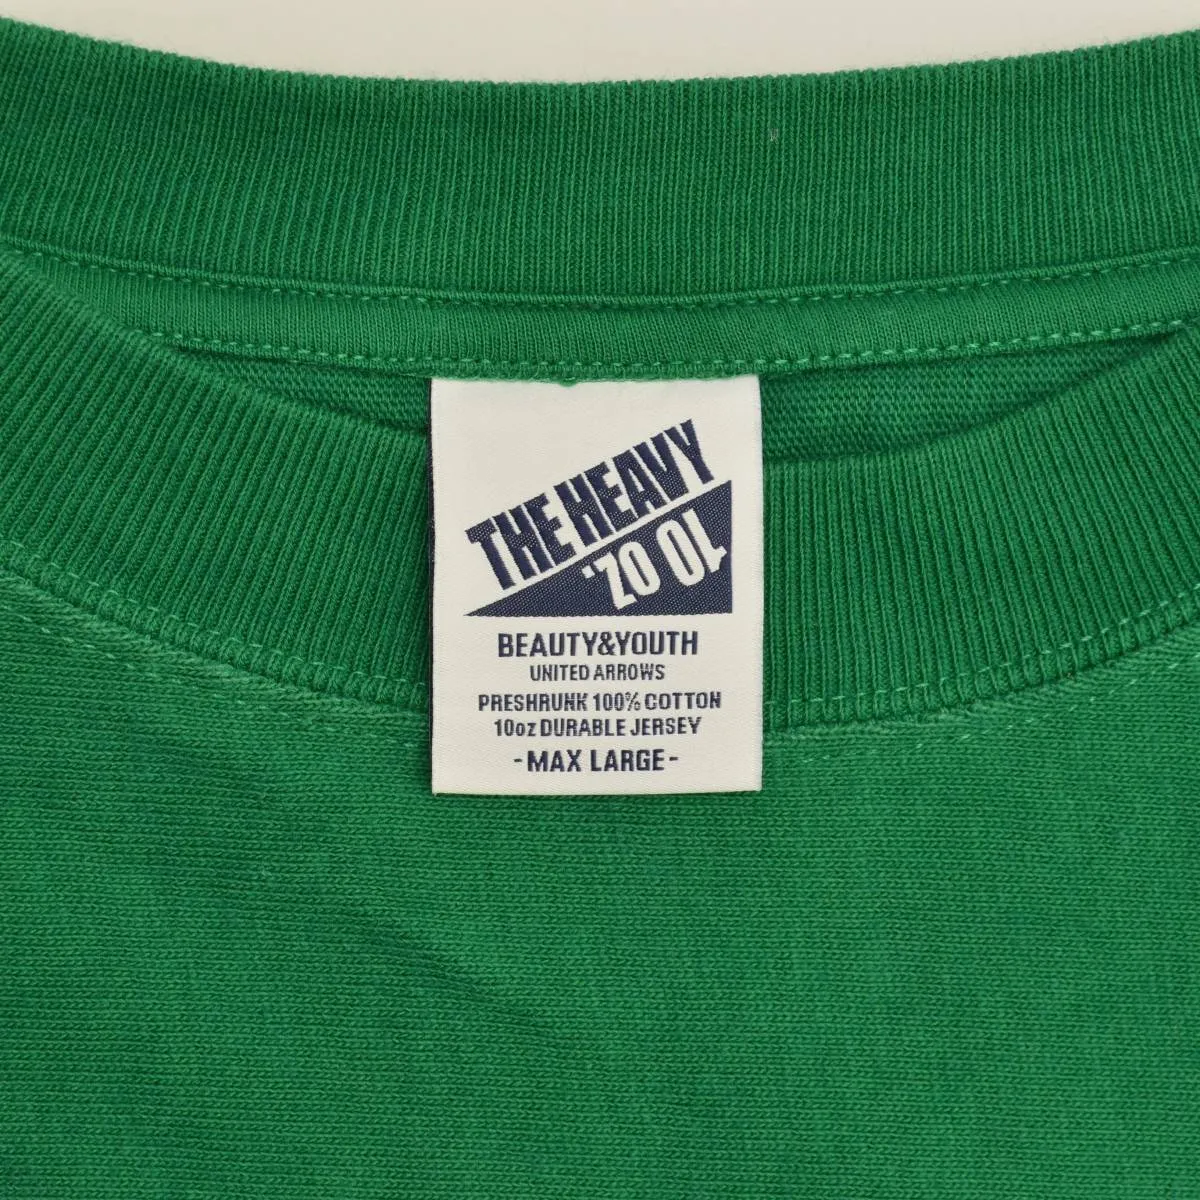 THE HEAVY
10 OZ.
BEAUTY&YOUTH
UNITED ARROWS
PRESHRUNK 100% COTTON
10oz DURABLE JERSEY
-MAX LARGE-